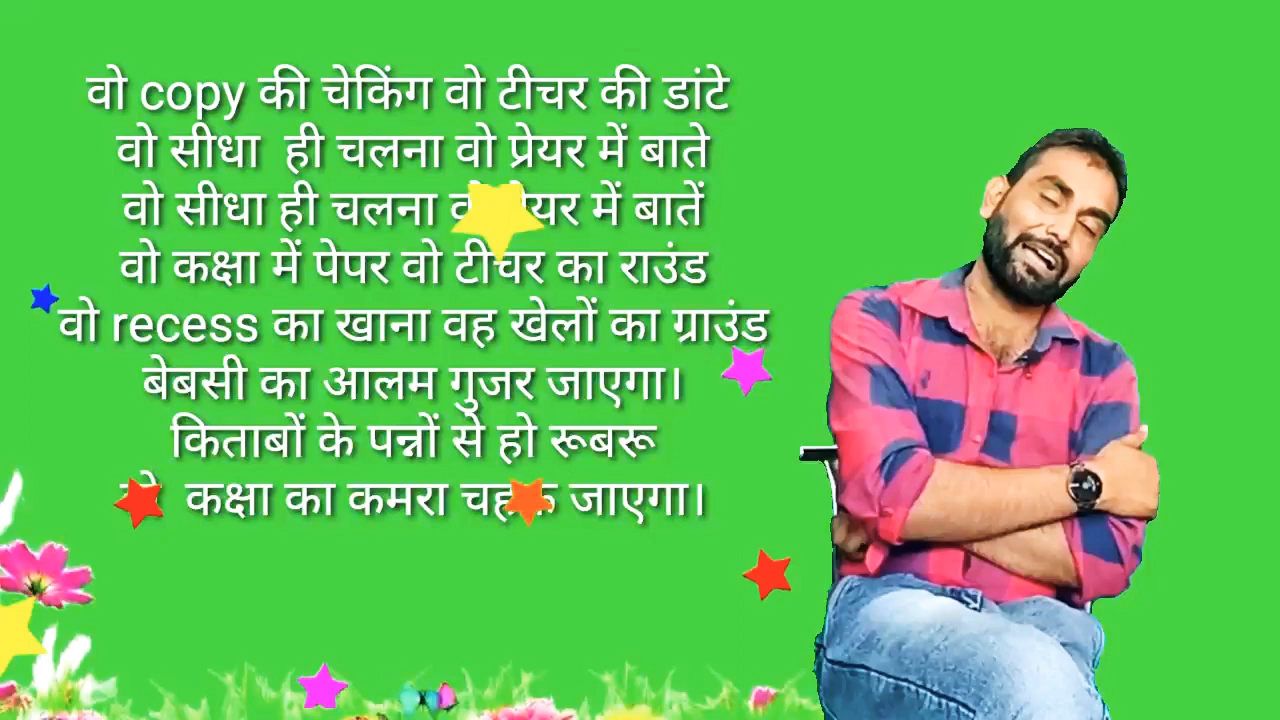 वो copy की चेकिंग वो टीचर की डांटे
वो सीधा ही चलना वो प्रेयर में बाते
वो सीधा ही चलना में बातें
वो कक्षा में पेपर वो टीचर का राउंड
वो recess का खाना वह खेलों का ग्राउंड
बेबसी का आलम गुजर जाएगा।
किताबों के पन्नों से हो रूबरू
कक्षा का कमरा जाएगा।